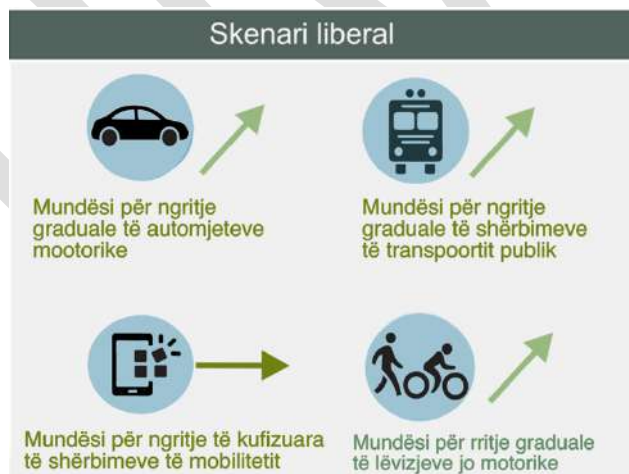 Skenari liberal
Mundësi për ngritje
graduale të automjeteve
mootorike
Mundësi për ngritje
graduale të shërbimeve
të transpoortit publik
Mundësi për ngritje të kufizuara
të shërbimeve të mobilitetit
Mundësi për rritje graduale
të lëvizjeve jo motorike